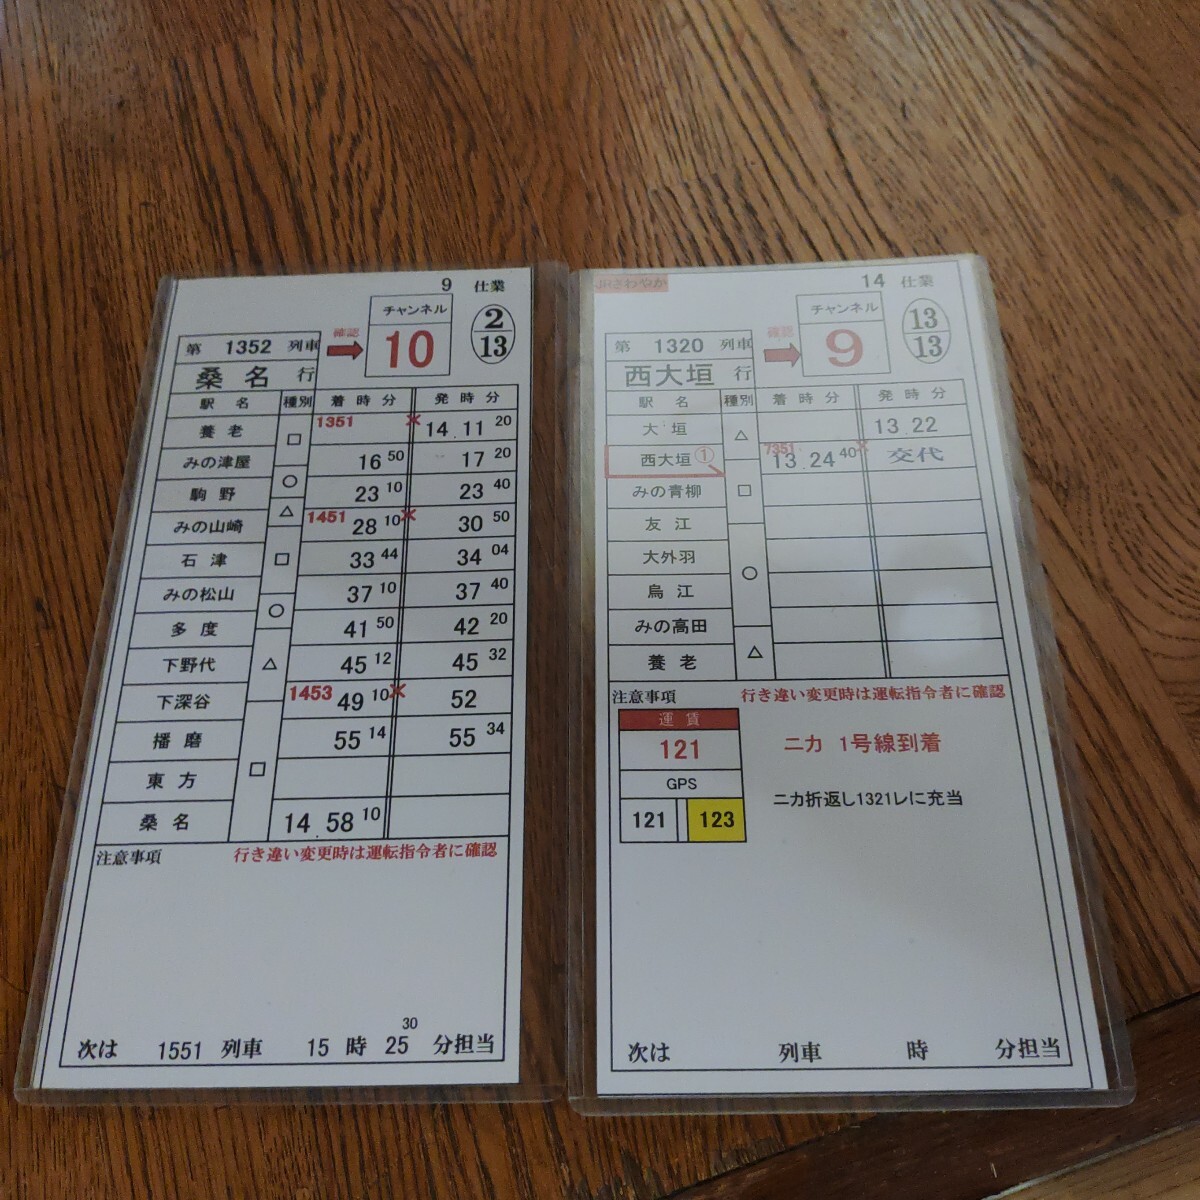 9 仕業
チャンネル
10
確認
2
13
第 1352 列車
桑名 行
駅名 種別 着時分 発時分
養老 □ 1351 × 14.11 20
みの津屋 16 50 17 20
駒野 ○ 23 10 23 40
みの山崎 △ 1451 28 10 × 30 50
石津 □ 33 44 34 04
みの松山 37 10 37 40
多度 ○ 41 50 42 20
下野代 △ 45 12 45 32
下深谷 1453 49 10 × 52
播磨 55 14 55 34
東方 □
桑名 14.58 10
注意事項 行き違い変更時は運転指令者に確認
次は 1551 列車 15 時 25 30 分担当
JRさわやか
14 仕業
チャンネル
9
確認
13
13
第 1320 列車
西大垣 行
駅名 種別 着時分 発時分
大垣 △ 13.22
西大垣 ① 7351 13.24 40 × 交代
みの青柳 □
友江
大外羽 ○
烏江
みの高田
養老 △
注意事項 行き違い変更時は運転指令者に確認
運賃
121
GPS
121 123
ニカ 1号線到着
ニカ折返し1321レに充当
次は 列車 時 分担当